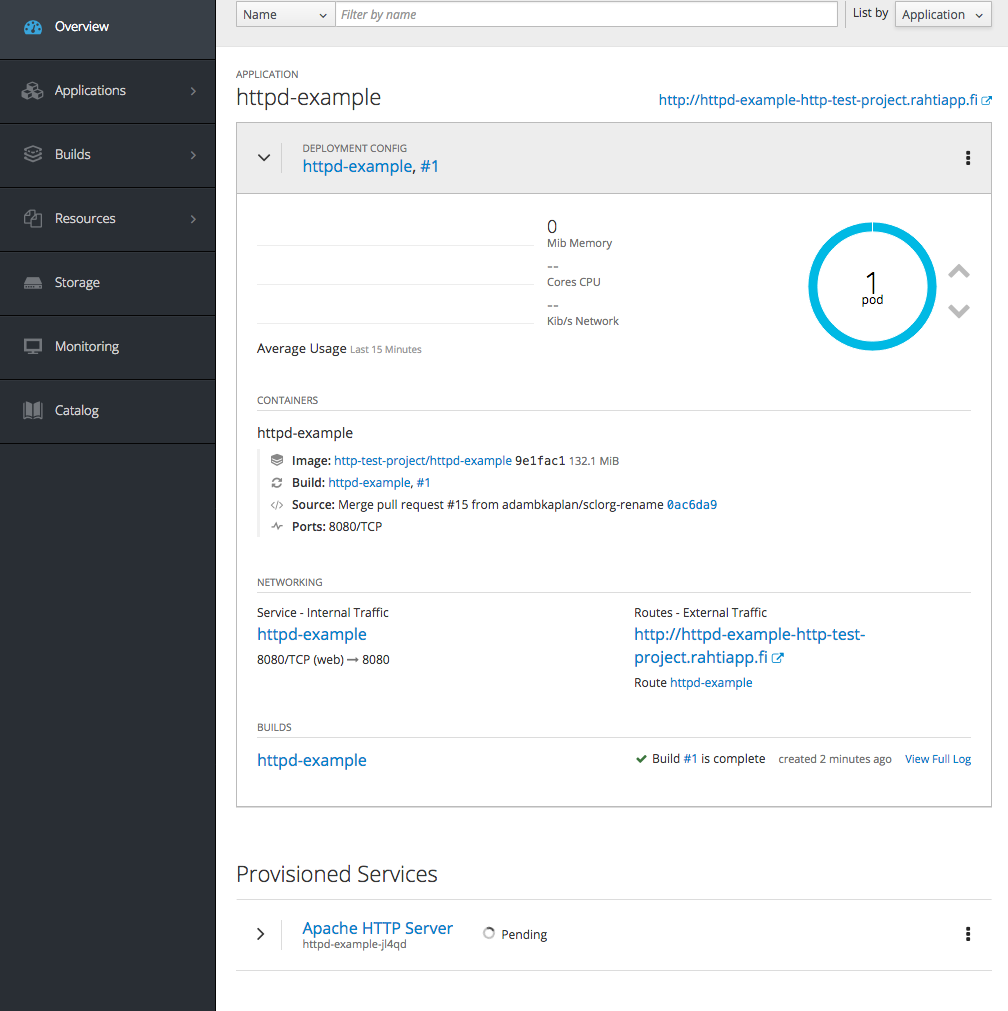 Overview
Applications
Builds
Resources
Storage
Monitoring
Catalog
Name
Filter by name
List by
Application
APPLICATION
httpd-example
http://httpd-example-http-test-project.rahtiapp.fi
DEPLOYMENT CONFIG
httpd-example, #1
0
Mib Memory
--
Cores CPU
--
Kib/s Network
Average Usage Last 15 Minutes
1
pod
CONTAINERS
httpd-example
Image: http-test-project/httpd-example 9e1fac1 132.1 MiB
Build: httpd-example, #1
Source: Merge pull request #15 from adambkaplan/sclorg-rename 0ac6da9
Ports: 8080/TCP
NETWORKING
Service - Internal Traffic
httpd-example
8080/TCP (web) → 8080
Routes - External Traffic
http://httpd-example-http-test-
project.rahtiapp.fi
Route httpd-example
BUILDS
httpd-example
Build #1 is complete created 2 minutes ago View Full Log
Provisioned Services
Apache HTTP Server
httpd-example-jl4qd
Pending